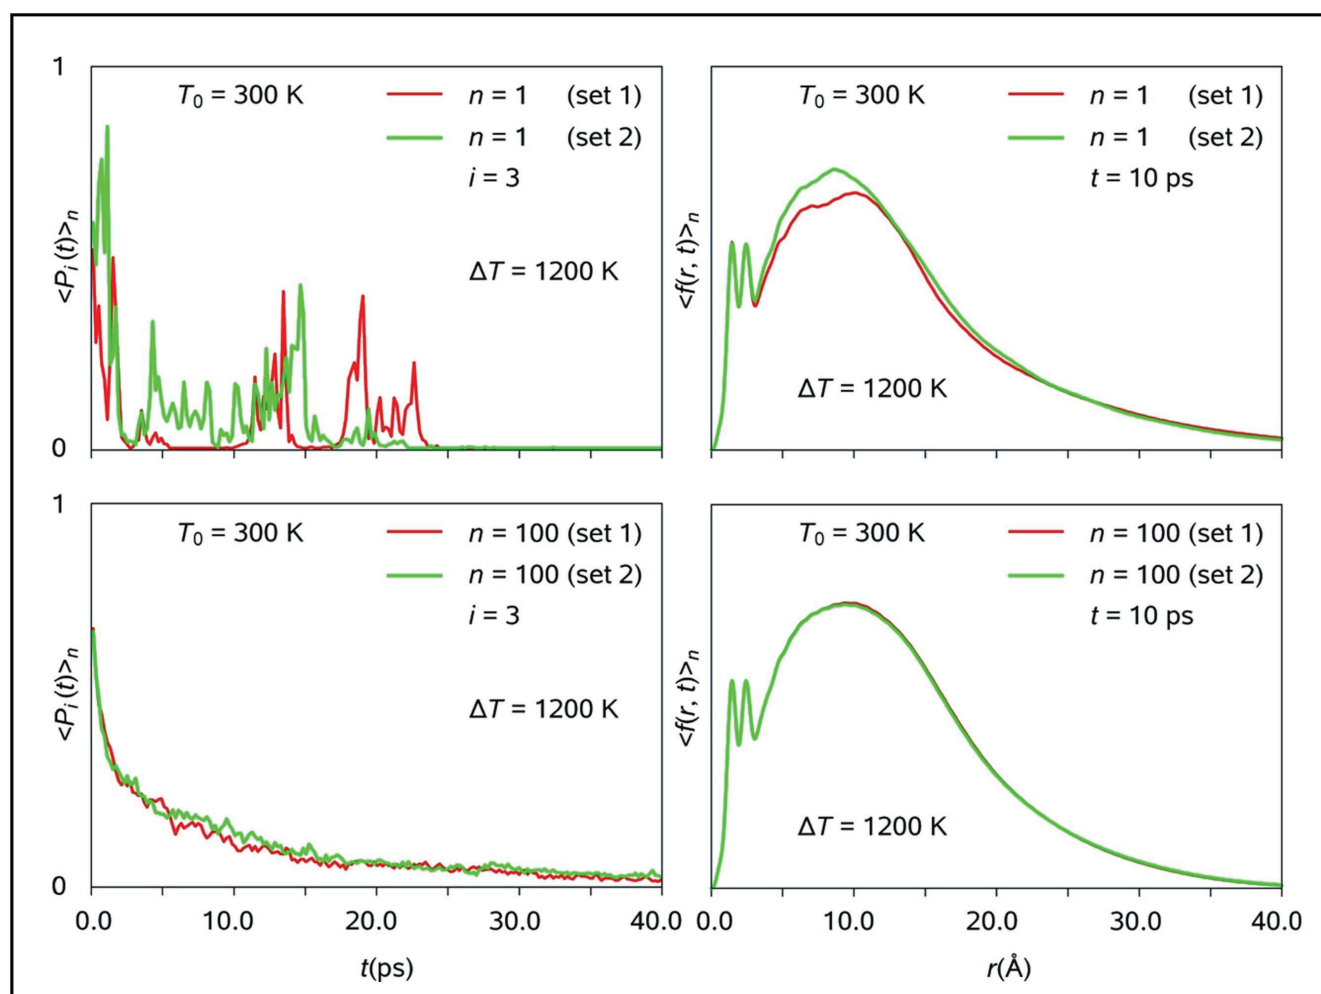 1
T0 = 300 K
n = 1 (set 1)
n = 1 (set 2)
i = 3
ΔT = 1200 K
<Pi (t)>n
0
T0 = 300 K
n = 1 (set 1)
n = 1 (set 2)
t = 10 ps
ΔT = 1200 K
<f(r, t)>n
1
T0 = 300 K
n = 100 (set 1)
n = 100 (set 2)
i = 3
ΔT = 1200 K
<Pi (t)>n
0
0.0 10.0 20.0 30.0 40.0
t(ps)
T0 = 300 K
n = 100 (set 1)
n = 100 (set 2)
t = 10 ps
ΔT = 1200 K
<f(r, t)>n
0.0 10.0 20.0 30.0 40.0
r(Å)